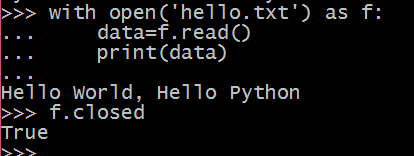 >>> with open('hello.txt') as f:
...     data=f.read()
...     print(data)
...
Hello World, Hello Python
>>> f.closed
True
>>>